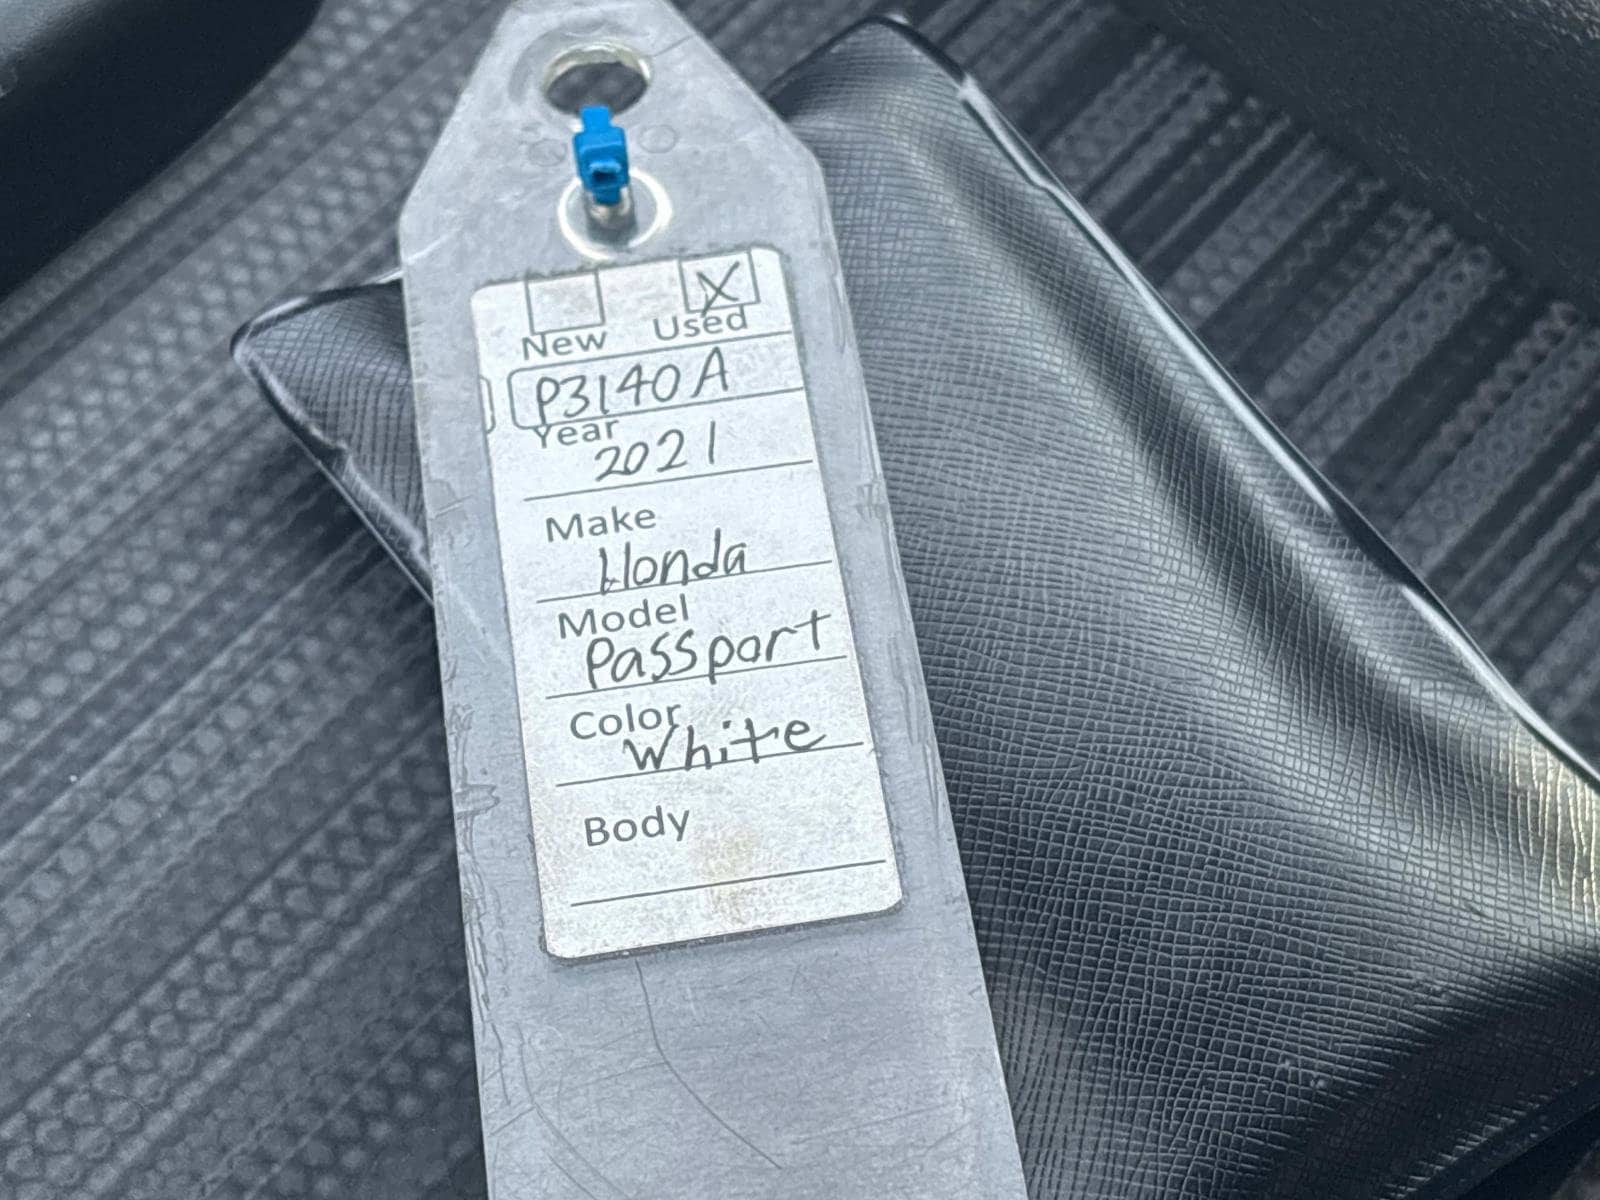 X
New Used
P3140A
Year
2021
Make
Honda
Model
Passport
Color
White
Body